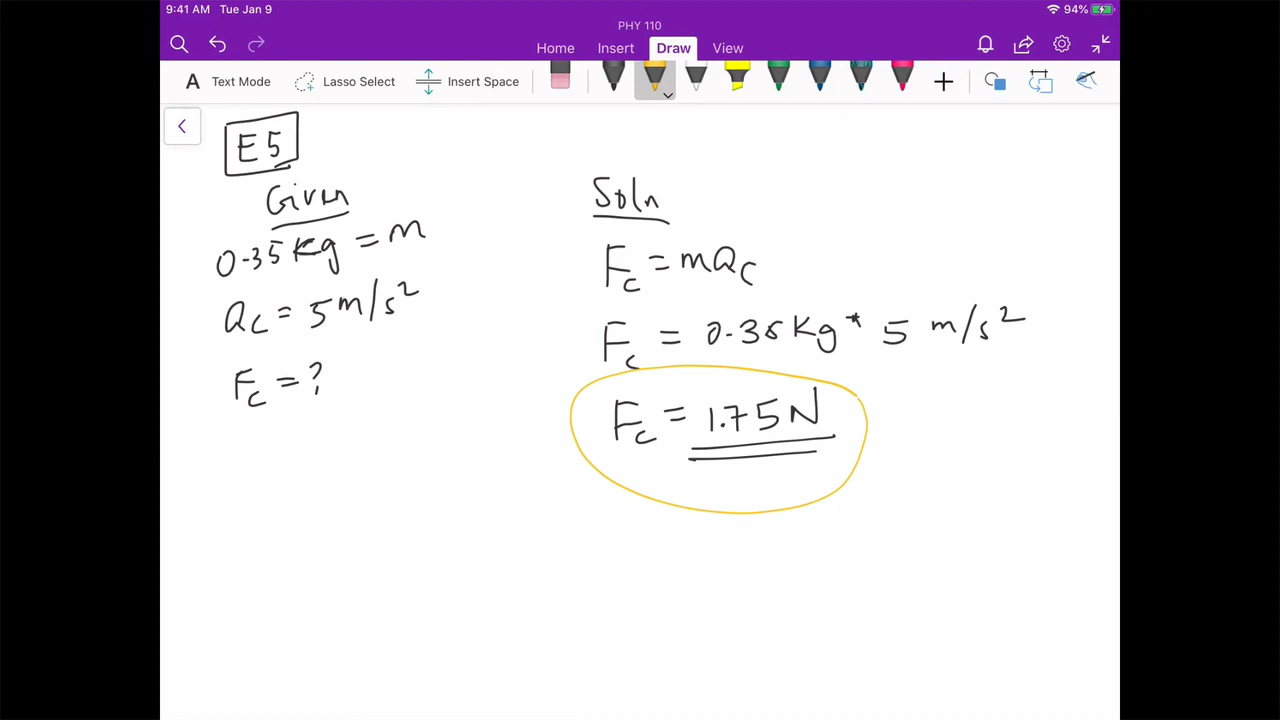 9:41 AM Tue Jan 9
94%
PHY 110
Home Insert Draw View
A Text Mode Lasso Select Insert Space
E 5
Given
0.35 Kg = m
ac = 5 m/s²
Fc = ?
Soln
Fc = mac
Fc = 0.35 Kg * 5 m/s²
Fc = 1.75 N